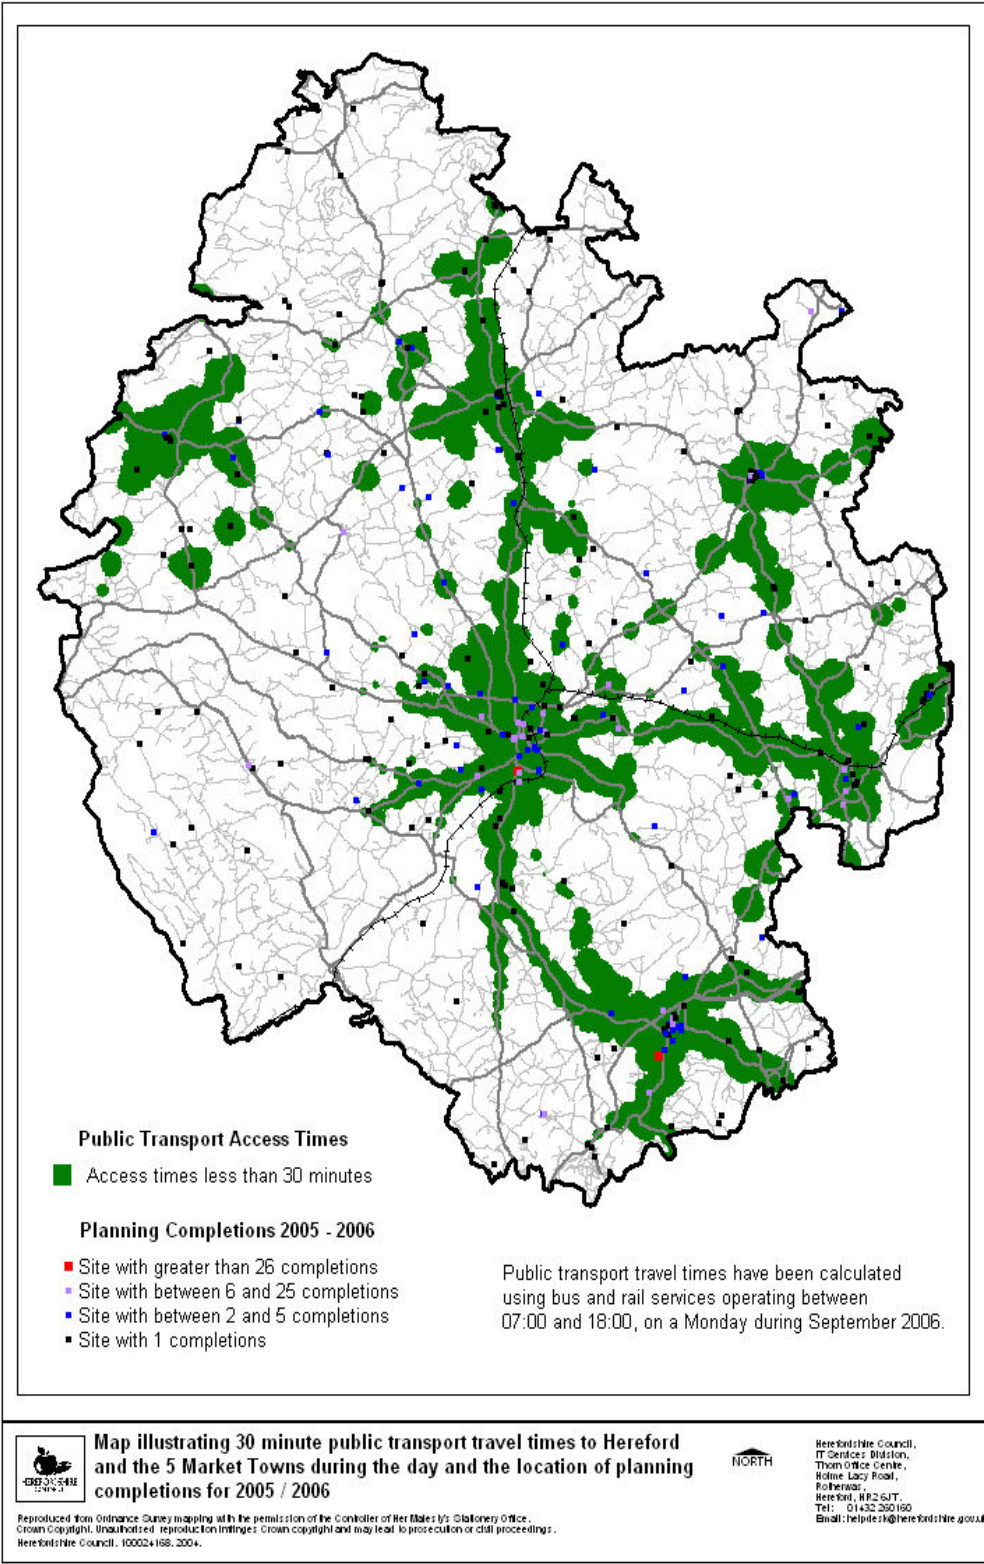 Public Transport Access Times
Access times less than 30 minutes
Planning Completions 2005 - 2006
Site with greater than 26 completions
Site with between 6 and 25 completions
Site with between 2 and 5 completions
Site with 1 completions
Public transport travel times have been calculated
using bus and rail services operating between
07:00 and 18:00, on a Monday during September 2006.
Map illustrating 30 minute public transport travel times to Hereford
and the 5 Market Towns during the day and the location of planning
completions for 2005 / 2006
Reproduced from Ordnance Survey mapping with the permission of the Controller of Her Majesty's Stationery Office.
Crown Copyright. Unauthorised reproduction infringes Crown copyright and may lead to prosecution or civil proceedings.
Herefordshire Council. 100024168. 2004.
NORTH
Herefordshire Council,
IT Services Division,
Thorn Office Centre,
Holme Lacy Road,
Rotherwas,
Hereford, HR2 6JT.
Tel: 01432 260160
Email: helpdesk@herefordshire.gov.u